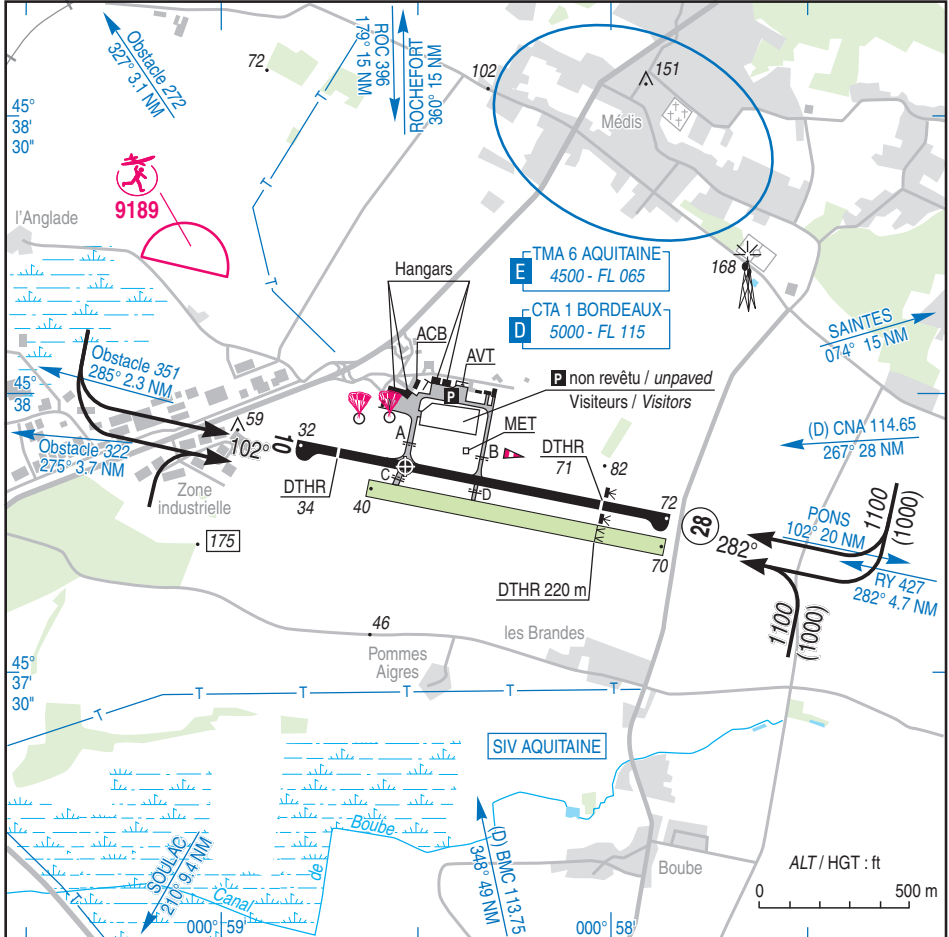 Obstacle 272
327° 3.1 NM
72
ROC 396
179° 15 NM
ROCHEFORT
360° 15 NM
102
151
Médis
45°
38'
30"
9189
l'Anglade
Hangars
E
TMA 6 AQUITAINE
4500 - FL 065
168
D
CTA 1 BORDEAUX
5000 - FL 115
SAINTES
074° 15 NM
ACB
AVT
P
P non revêtu / unpaved
Visiteurs / Visitors
Obstacle 351
285° 2.3 NM
45°
38
59
MET
A
B
DTHR
71
82
(D) CNA 114.65
267° 28 NM
Obstacle 322
275° 3.7 NM
102°
10
32
C
D
Zone
industrielle
DTHR
34
40
72
28
282°
PONS
102° 20 NM
1100
(1000)
175
70
RY 427
282° 4.7 NM
DTHR 220 m
1100
(1000)
46
les Brandes
Pommes
Aigres
45°
37
30"
T
T
T
T
T
T
T
T
T
T
SIV AQUITAINE
Boube
de
Canal
SOULAC
210° 9.4 NM
(D) BMC 113.75
348° 49 NM
Boube
ALT / HGT : ft
0
500 m
000° 59'
000° 58'